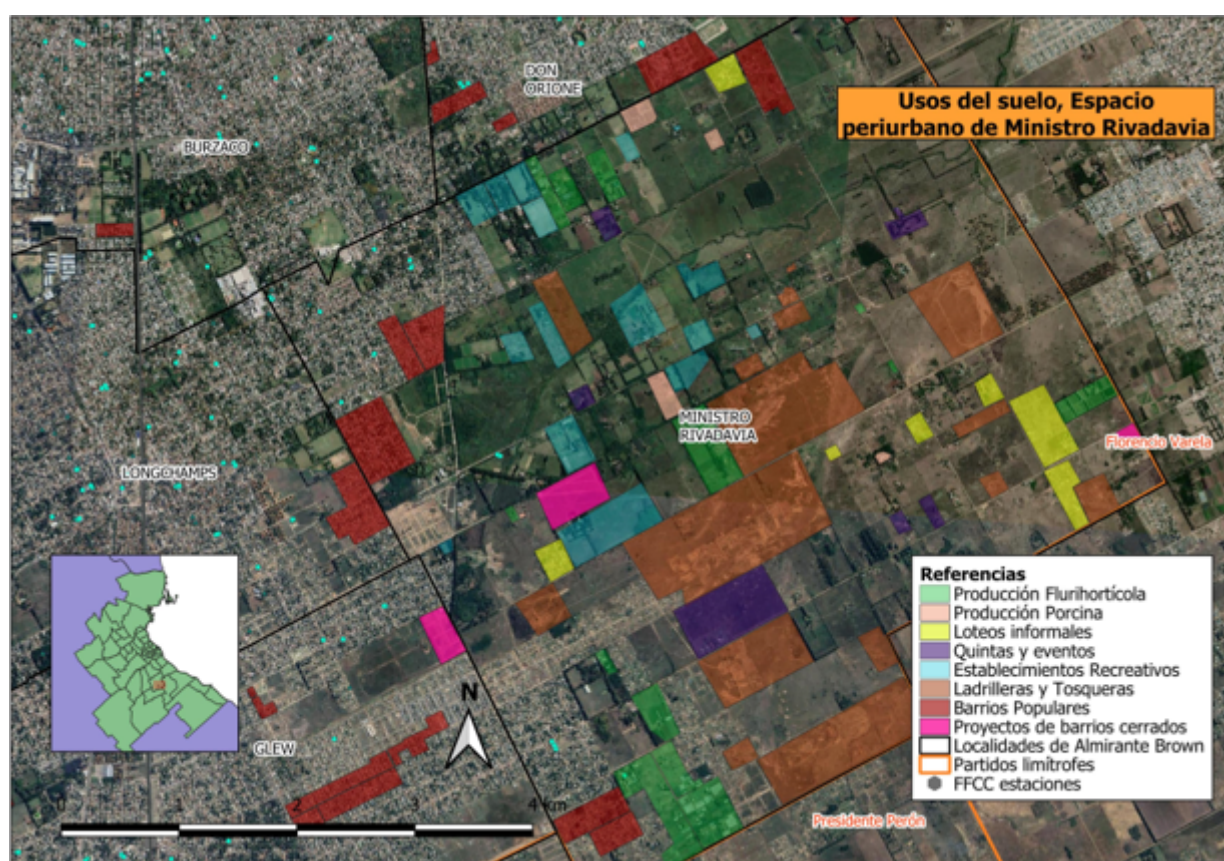 DON
ORIONE
Usos del suelo, Espacio
periurbano de Ministro Rivadavia
BURZACO
MINISTRO
RIVADAVIA
Florencio Varela
LONGCHAMPS
Referencias
Producción Flurihortícola
Producción Porcina
Loteos informales
Quintas y eventos
Establecimientos Recreativos
Ladrilleras y Tosqueras
Barrios Populares
Proyectos de barrios cerrados
Localidades de Almirante Brown
Partidos limítrofes
FFCC estaciones
N
GLEW
0 1 2 3 4 km
Presidente Perón